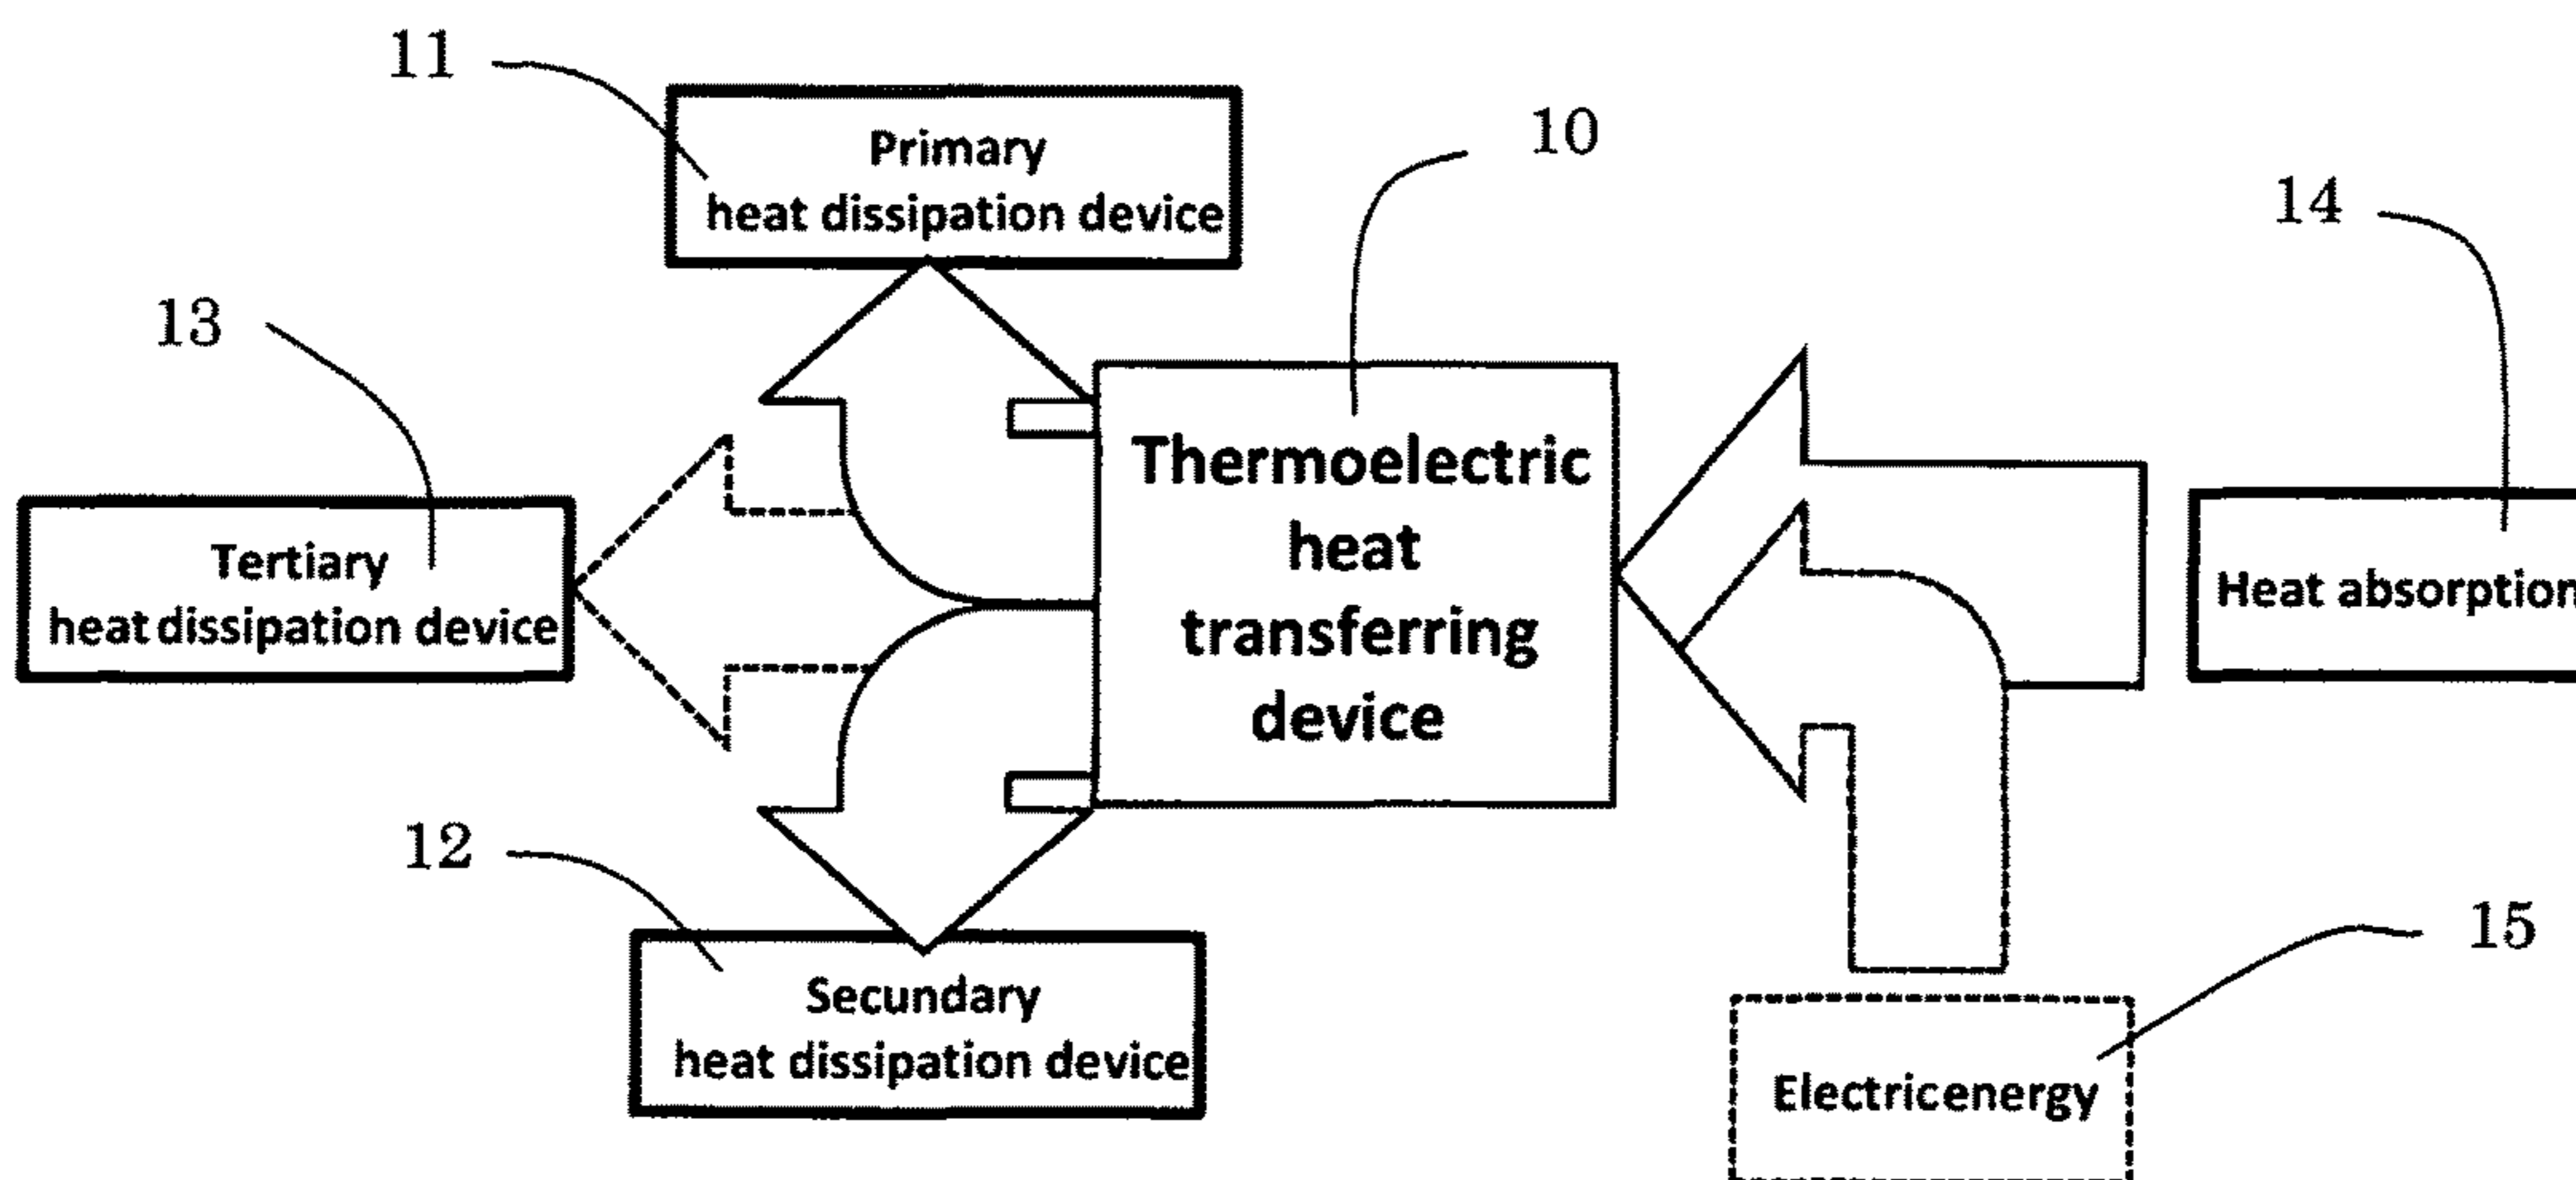 11
Primary
heat dissipation device
10
14
13
Thermoelectric
heat
transferring
device
Tertiary
heat dissipation device
Heat absorption
12
Secundary
heat dissipation device
15
Electricenergy